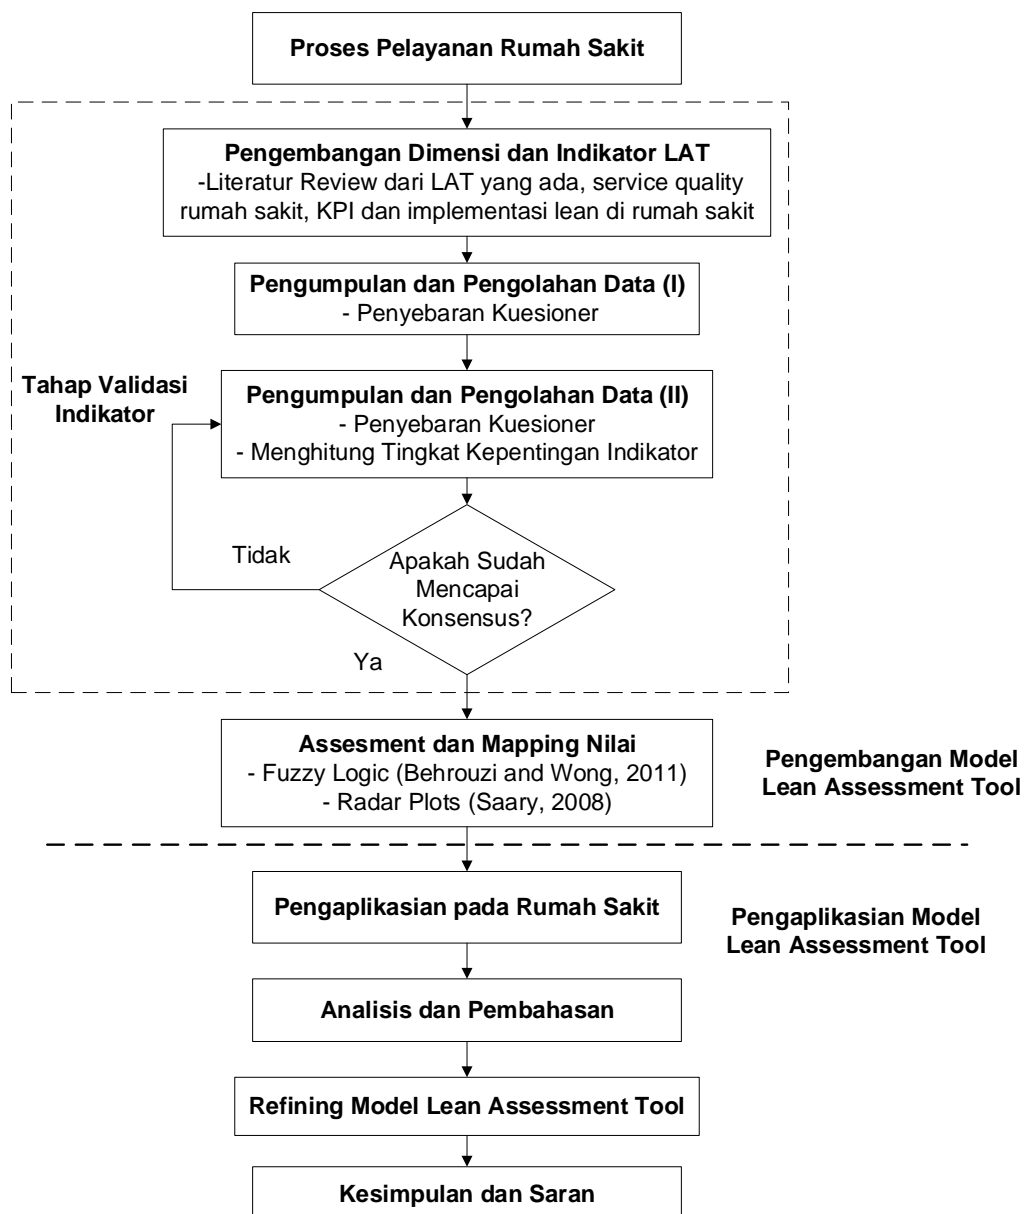 Proses Pelayanan Rumah Sakit
Pengembangan Dimensi dan Indikator LAT
-Literatur Review dari LAT yang ada, service quality
rumah sakit, KPI dan implementasi lean di rumah sakit
Pengumpulan dan Pengolahan Data (I)
- Penyebaran Kuesioner
Tahap Validasi
Indikator
Pengumpulan dan Pengolahan Data (II)
- Penyebaran Kuesioner
- Menghitung Tingkat Kepentingan Indikator
Tidak
Apakah Sudah
Mencapai
Konsensus?
Ya
Assesment dan Mapping Nilai
- Fuzzy Logic (Behrouzi and Wong, 2011)
- Radar Plots (Saary, 2008)
Pengembangan Model
Lean Assessment Tool
Pengaplikasian pada Rumah Sakit
Pengaplikasian Model
Lean Assessment Tool
Analisis dan Pembahasan
Refining Model Lean Assessment Tool
Kesimpulan dan Saran